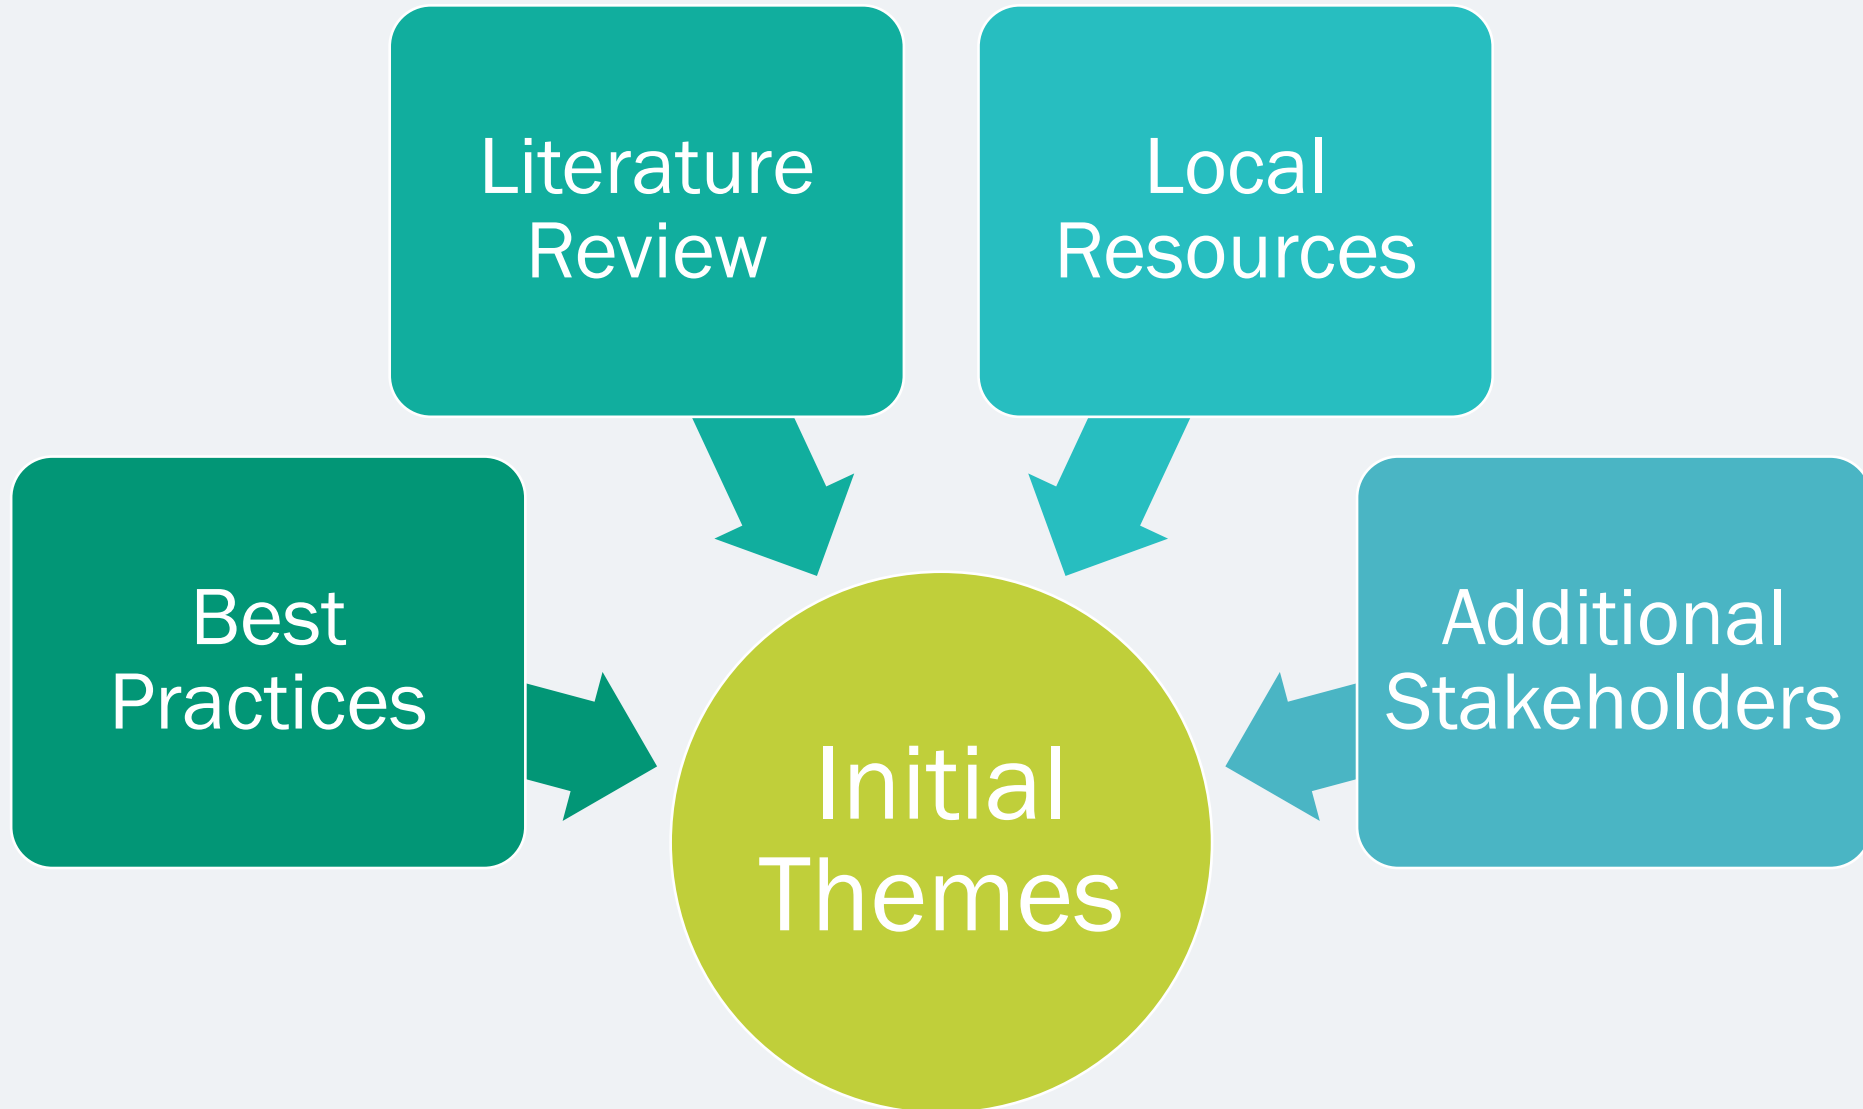 Literature
Review
Local
Resources
Best
Practices
Additional
Stakeholders
Initial
Themes